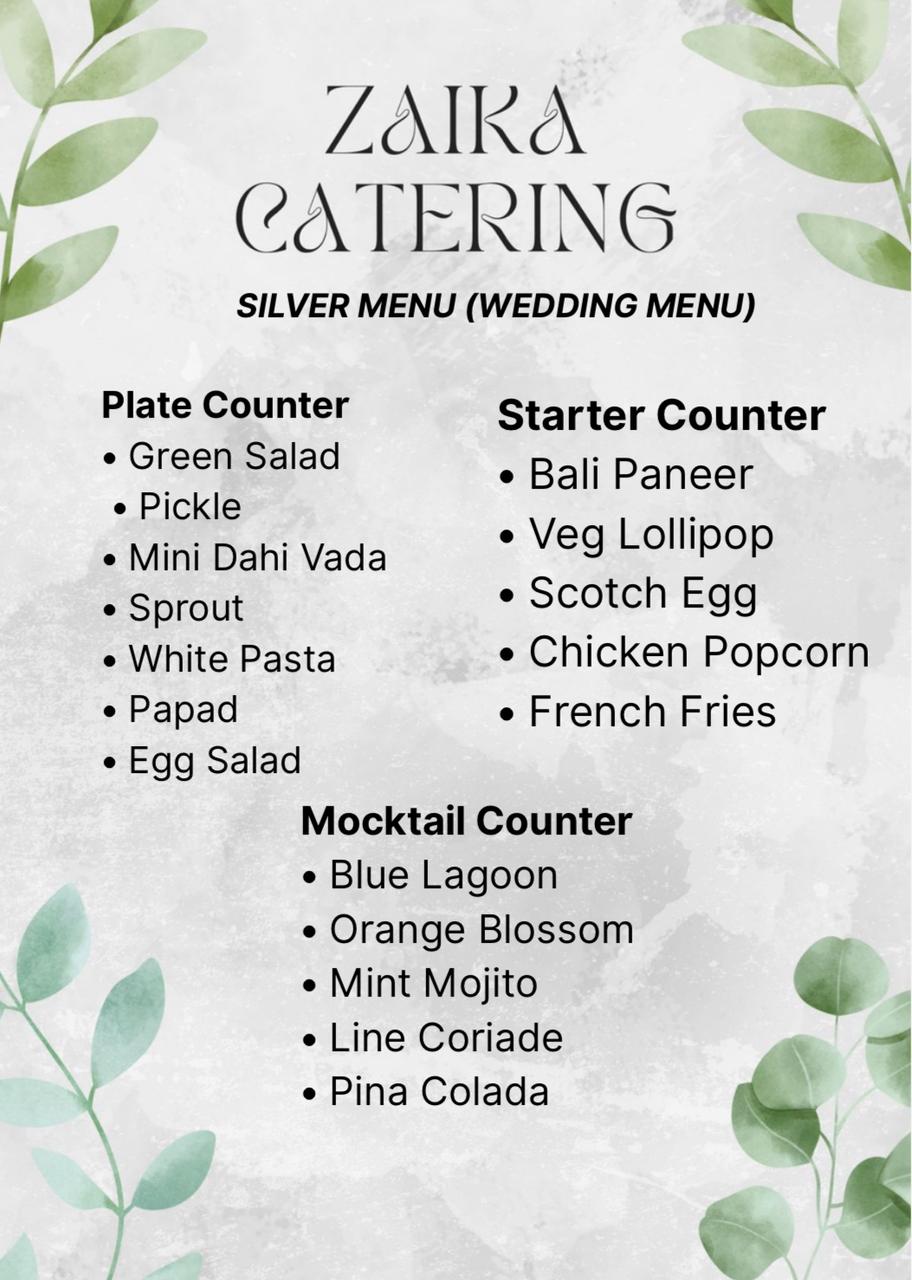 ZAIKA
CATERING
SILVER MENU (WEDDING MENU)
Plate Counter
• Green Salad
• Pickle
• Mini Dahi Vada
• Sprout
• White Pasta
• Papad
• Egg Salad
Starter Counter
• Bali Paneer
• Veg Lollipop
• Scotch Egg
• Chicken Popcorn
• French Fries
Mocktail Counter
• Blue Lagoon
• Orange Blossom
• Mint Mojito
• Line Coriade
• Pina Colada